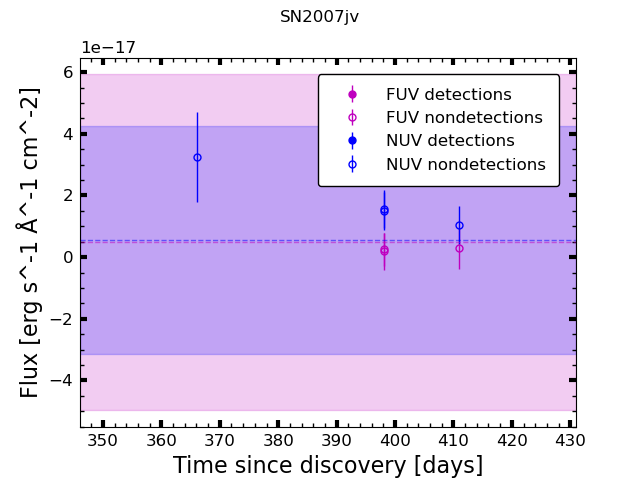 SN2007jv
1e−17
6
4
2
0
−2
−4
Flux [erg s^-1 Å^-1 cm^-2]
FUV detections
FUV nondetections
NUV detections
NUV nondetections
350 360 370 380 390 400 410 420 430
Time since discovery [days]